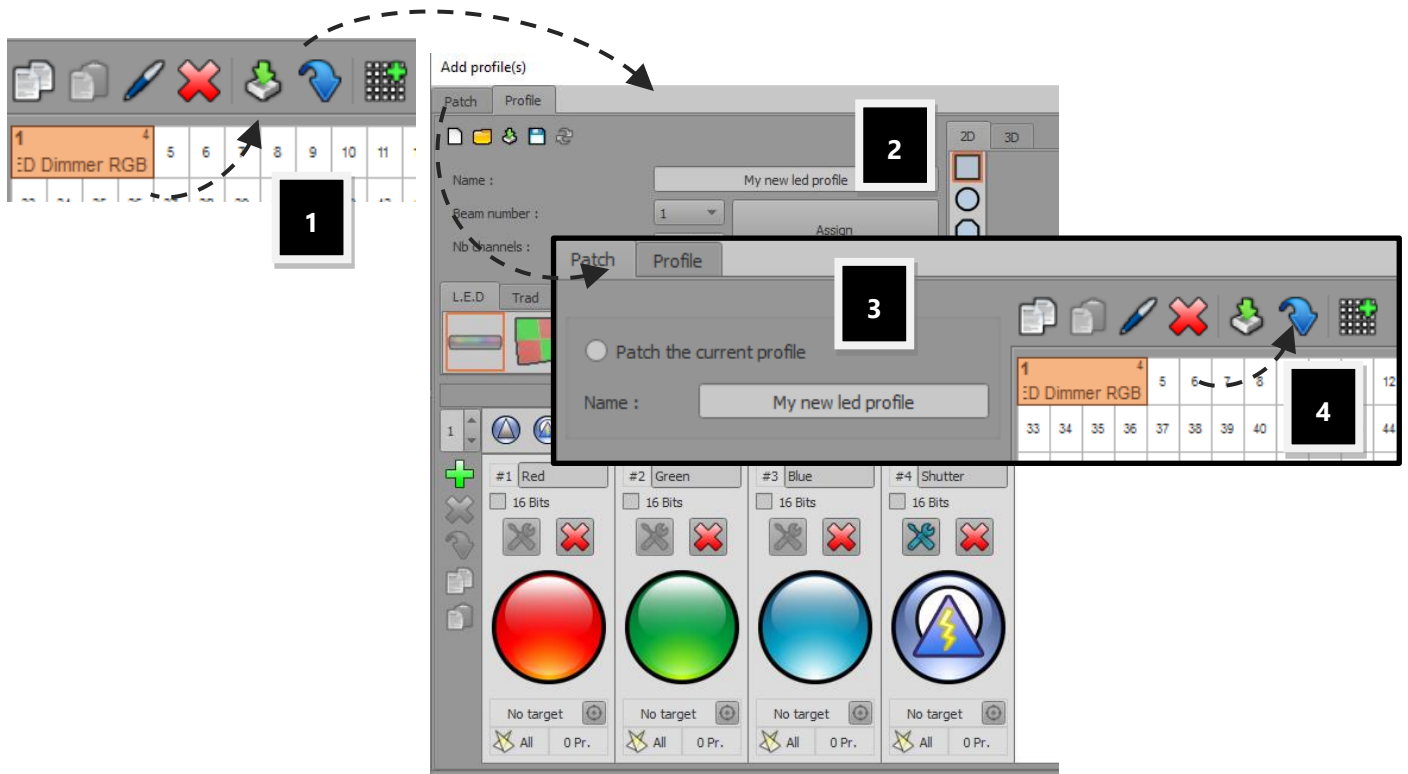 1 4
:D Dimmer RGB
5 6 7 8 9 10 11
1
Add profile(s)
Patch Profile
2
2D 3D
Name : My new led profile
Beam number : 1
Assign
Nb channels :
L.E.D Trad
Patch Profile
3
Patch the current profile
Name : My new led profile
1 4
:D Dimmer RGB
5 6 7 8 12
33 34 35 36 37 38 39 40 44
4
1
#1 Red #2 Green #3 Blue #4 Shutter
16 Bits 16 Bits 16 Bits 16 Bits
No target No target No target No target
All 0 Pr. All 0 Pr. All 0 Pr. All 0 Pr.